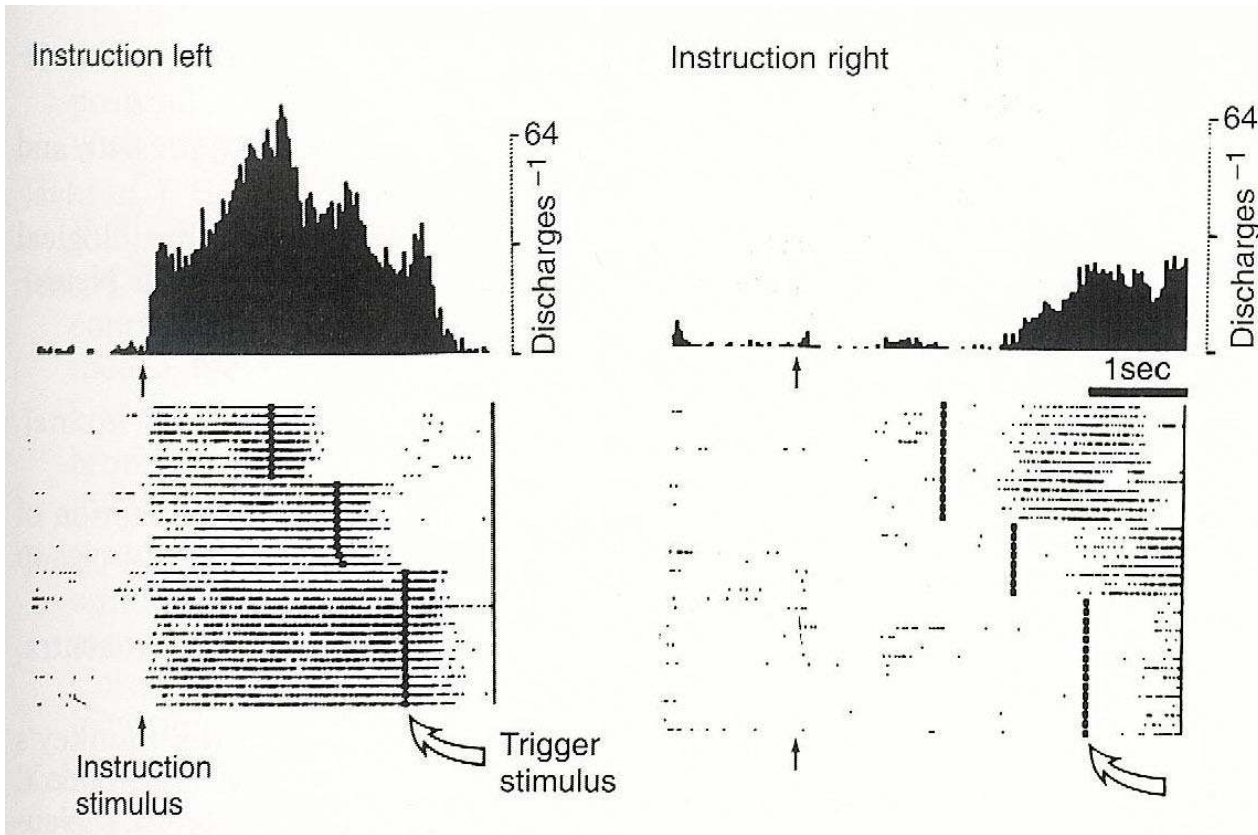 Instruction left
64
Discharges -1
Instruction right
64
Discharges -1
1sec
Instruction
stimulus
Trigger
stimulus